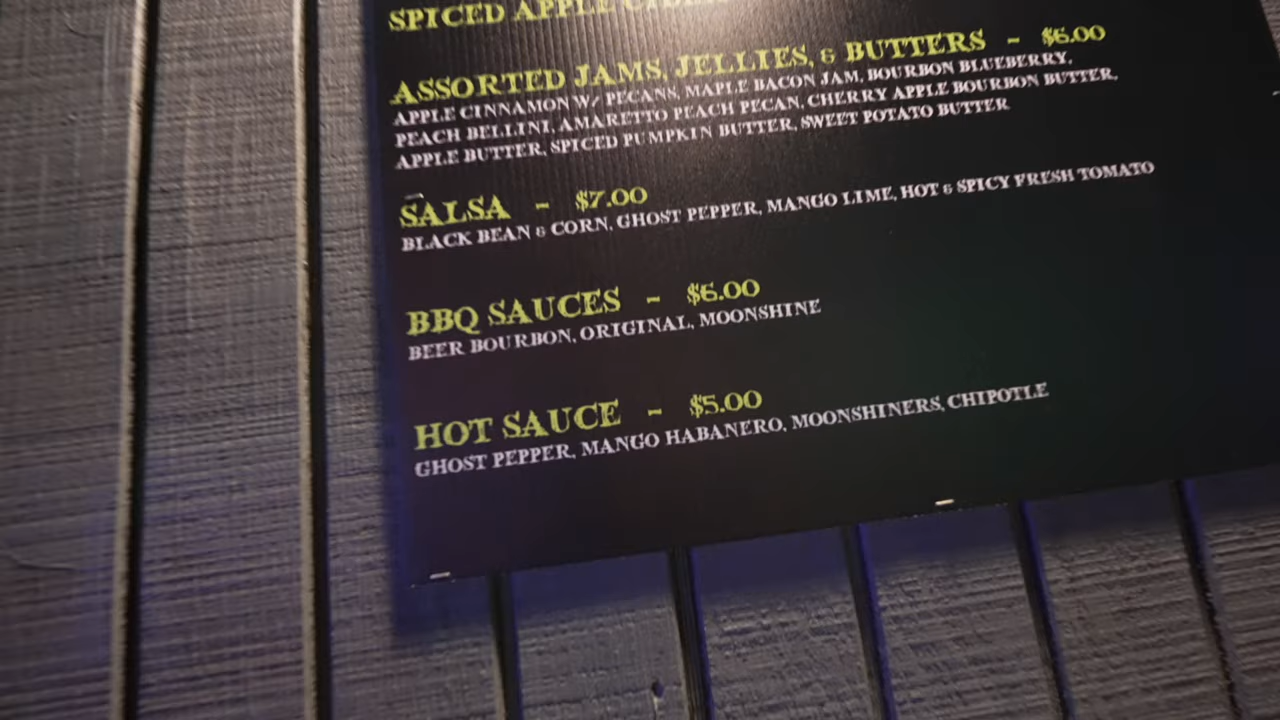 SPICED APPLE CIDER
ASSORTED JAMS, JELLIES, & BUTTERS - $6.00
APPLE CINNAMON W/ PECANS, MAPLE BACON JAM, BOURBON BLUEBERRY,
PEACH BELLINI, AMARETTO PEACH PECAN, CHERRY APPLE BOURBON BUTTER,
APPLE BUTTER, SPICED PUMPKIN BUTTER, SWEET POTATO BUTTER
SALSA - $7.00
BLACK BEAN & CORN, GHOST PEPPER, MANGO LIME, HOT & SPICY FRESH TOMATO
BBQ SAUCES - $6.00
BEER BOURBON, ORIGINAL, MOONSHINE
HOT SAUCE - $5.00
GHOST PEPPER, MANGO HABANERO, MOONSHINERS, CHIPOTLE